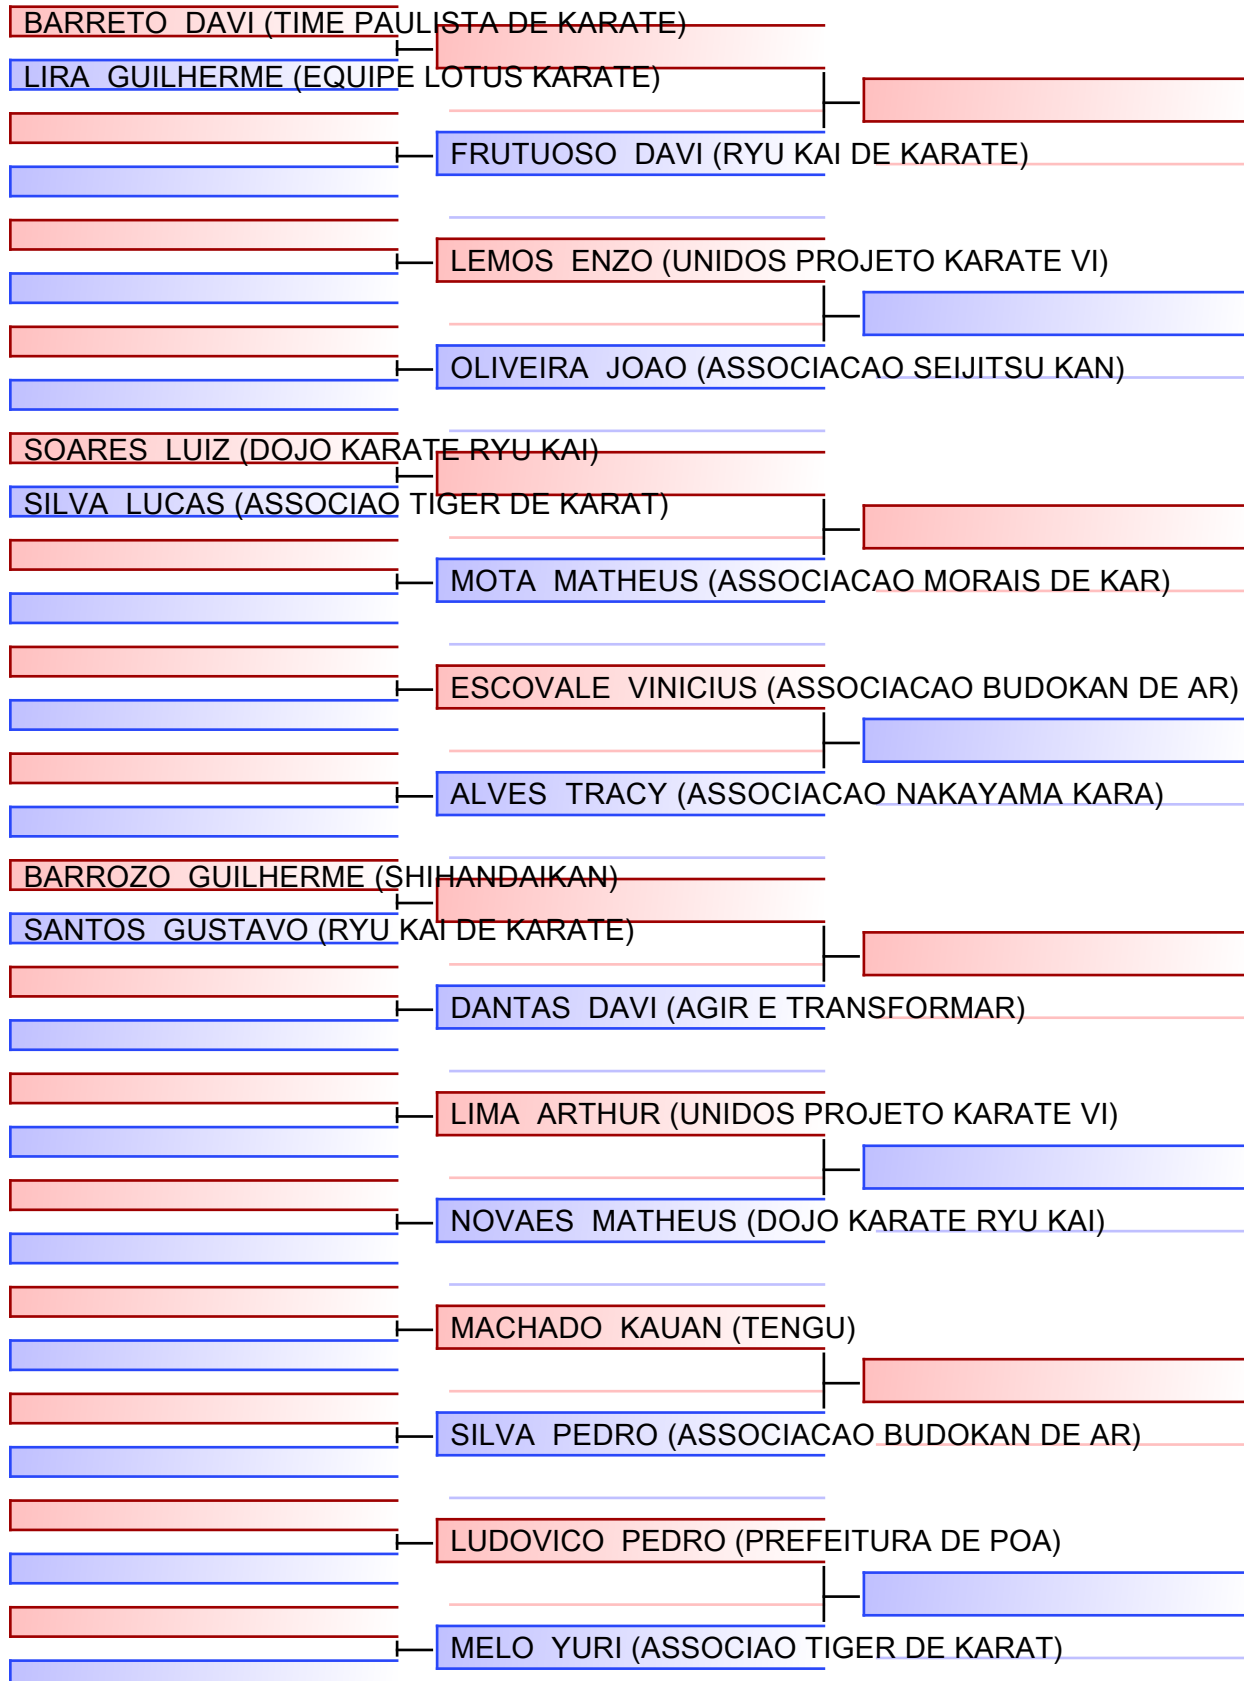 BARRETO DAVI (TIME PAULISTA DE KARATE)
LIRA GUILHERME (EQUIPE LOTUS KARATE)
FRUTUOSO DAVI (RYU KAI DE KARATE)
LEMOS ENZO (UNIDOS PROJETO KARATE VI)
OLIVEIRA JOAO (ASSOCIACAO SEIJITSU KAN)
SOARES LUIZ (DOJO KARATE RYU KAI)
SILVA LUCAS (ASSOCIAO TIGER DE KARAT)
MOTA MATHEUS (ASSOCIACAO MORAIS DE KAR)
ESCOVALE VINICIUS (ASSOCIACAO BUDOKAN DE AR)
ALVES TRACY (ASSOCIACAO NAKAYAMA KARA)
BARROZO GUILHERME (SHIHANDAIKAN)
SANTOS GUSTAVO (RYU KAI DE KARATE)
DANTAS DAVI (AGIR E TRANSFORMAR)
LIMA ARTHUR (UNIDOS PROJETO KARATE VI)
NOVAES MATHEUS (DOJO KARATE RYU KAI)
MACHADO KAUAN (TENGU)
SILVA PEDRO (ASSOCIACAO BUDOKAN DE AR)
LUDOVICO PEDRO (PREFEITURA DE POA)
MELO YURI (ASSOCIAO TIGER DE KARAT)